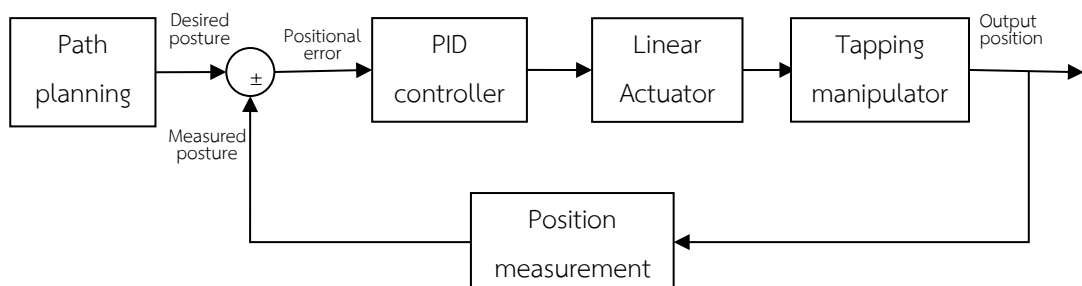 Path
planning
Desired
posture
±
Positional
error
PID
controller
Linear
Actuator
Tapping
manipulator
Output
position
Measured
posture
Position
measurement